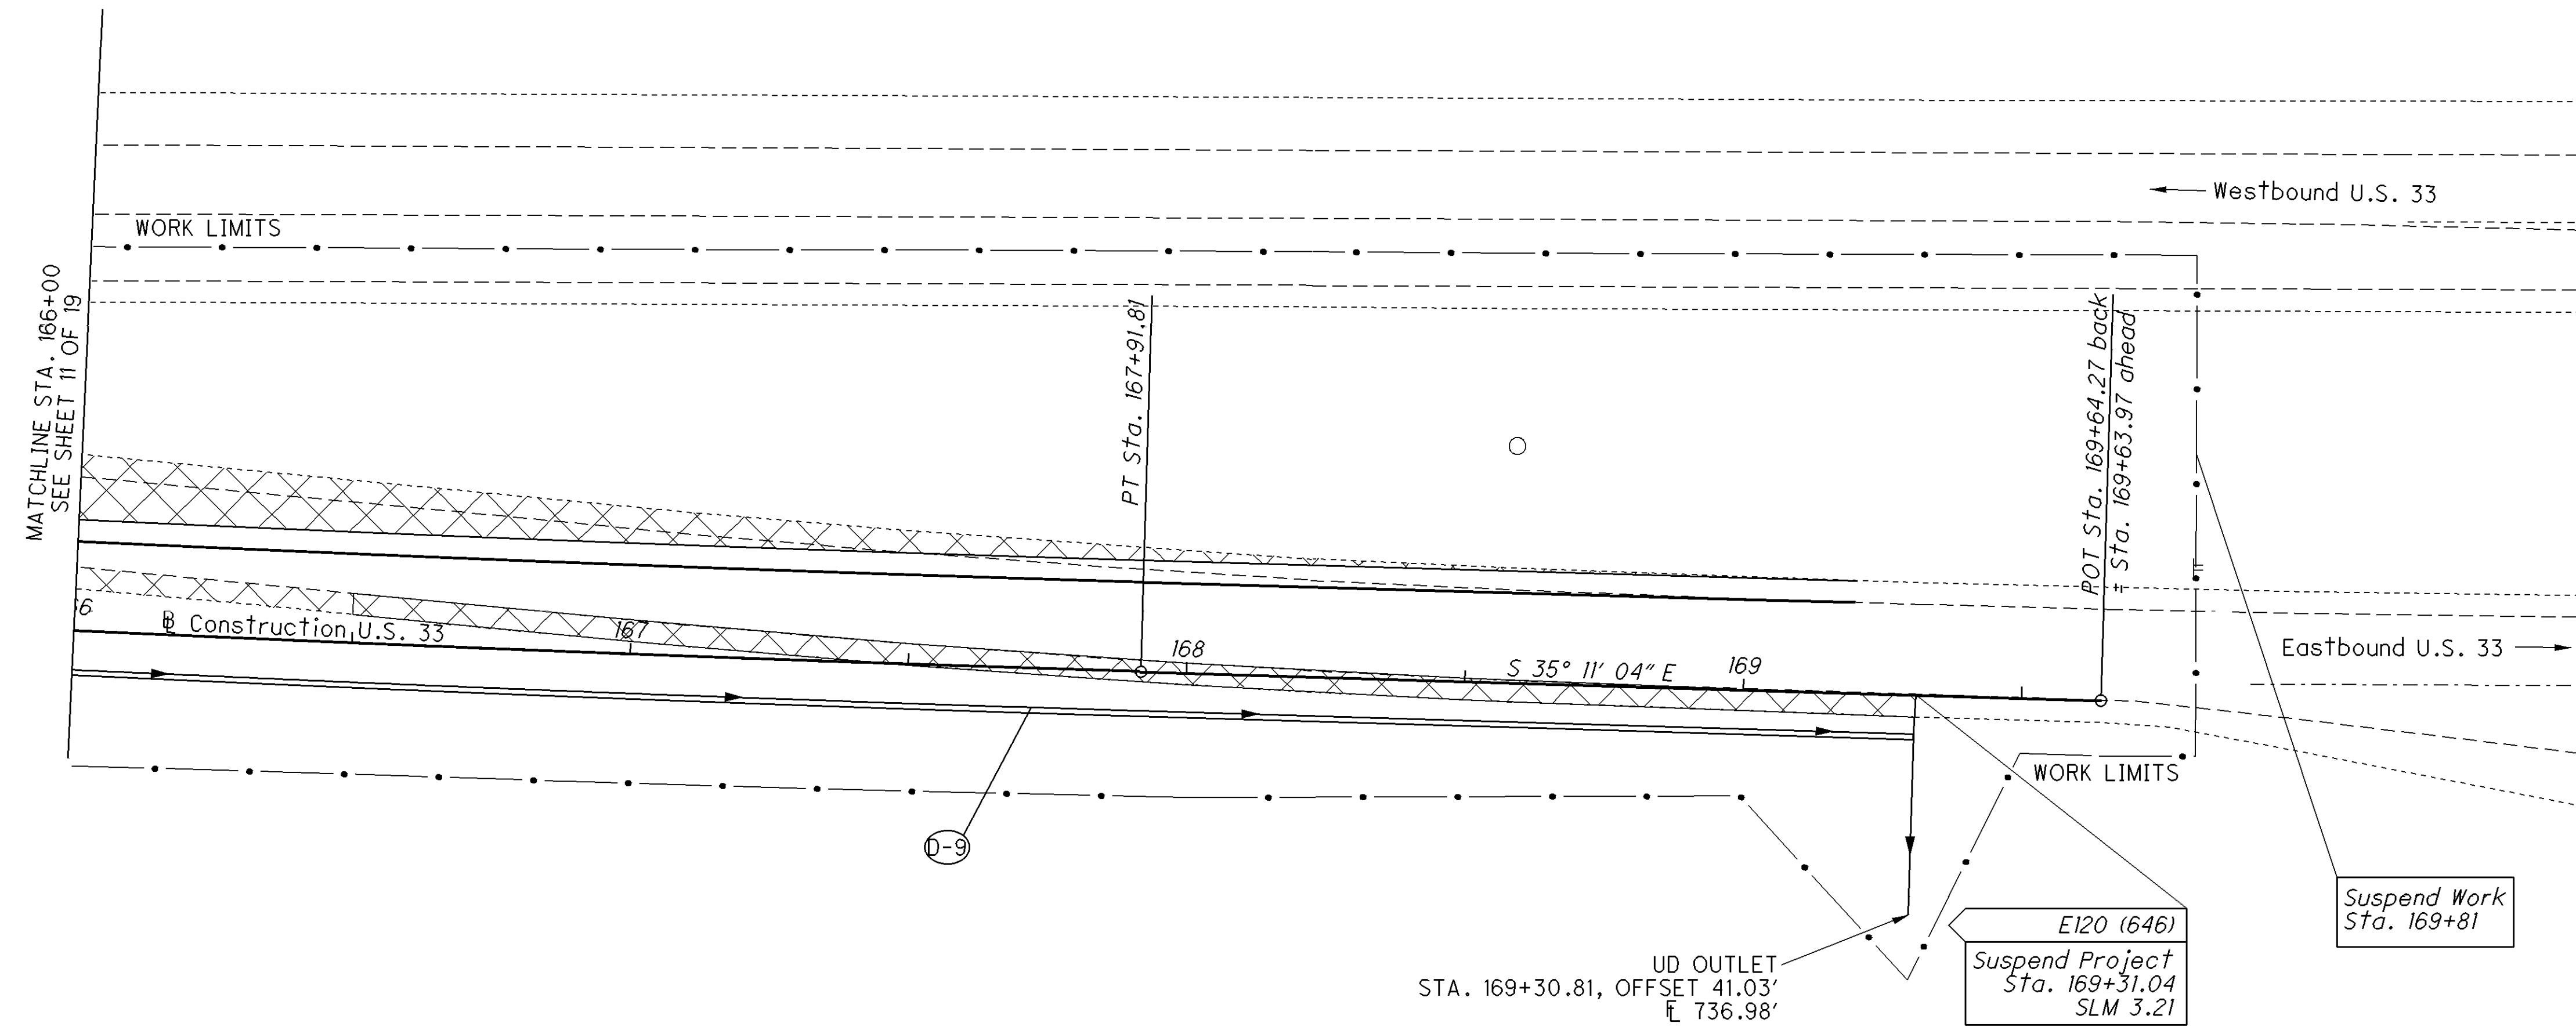 Westbound U.S. 33
WORK LIMITS
MATCHLINE STA. 166+00
SEE SHEET 11 OF 19
PT Sta. 167+91.81
POT Sta. 169+64.27 back
= Sta. 169+63.97 ahead
℄ Construction U.S. 33
167
168
S 35° 11' 04" E
169
Eastbound U.S. 33
WORK LIMITS
D-9
Suspend Work
Sta. 169+81
E120 (646)
Suspend Project
Sta. 169+31.04
SLM 3.21
UD OUTLET
STA. 169+30.81, OFFSET 41.03'
FL 736.98'